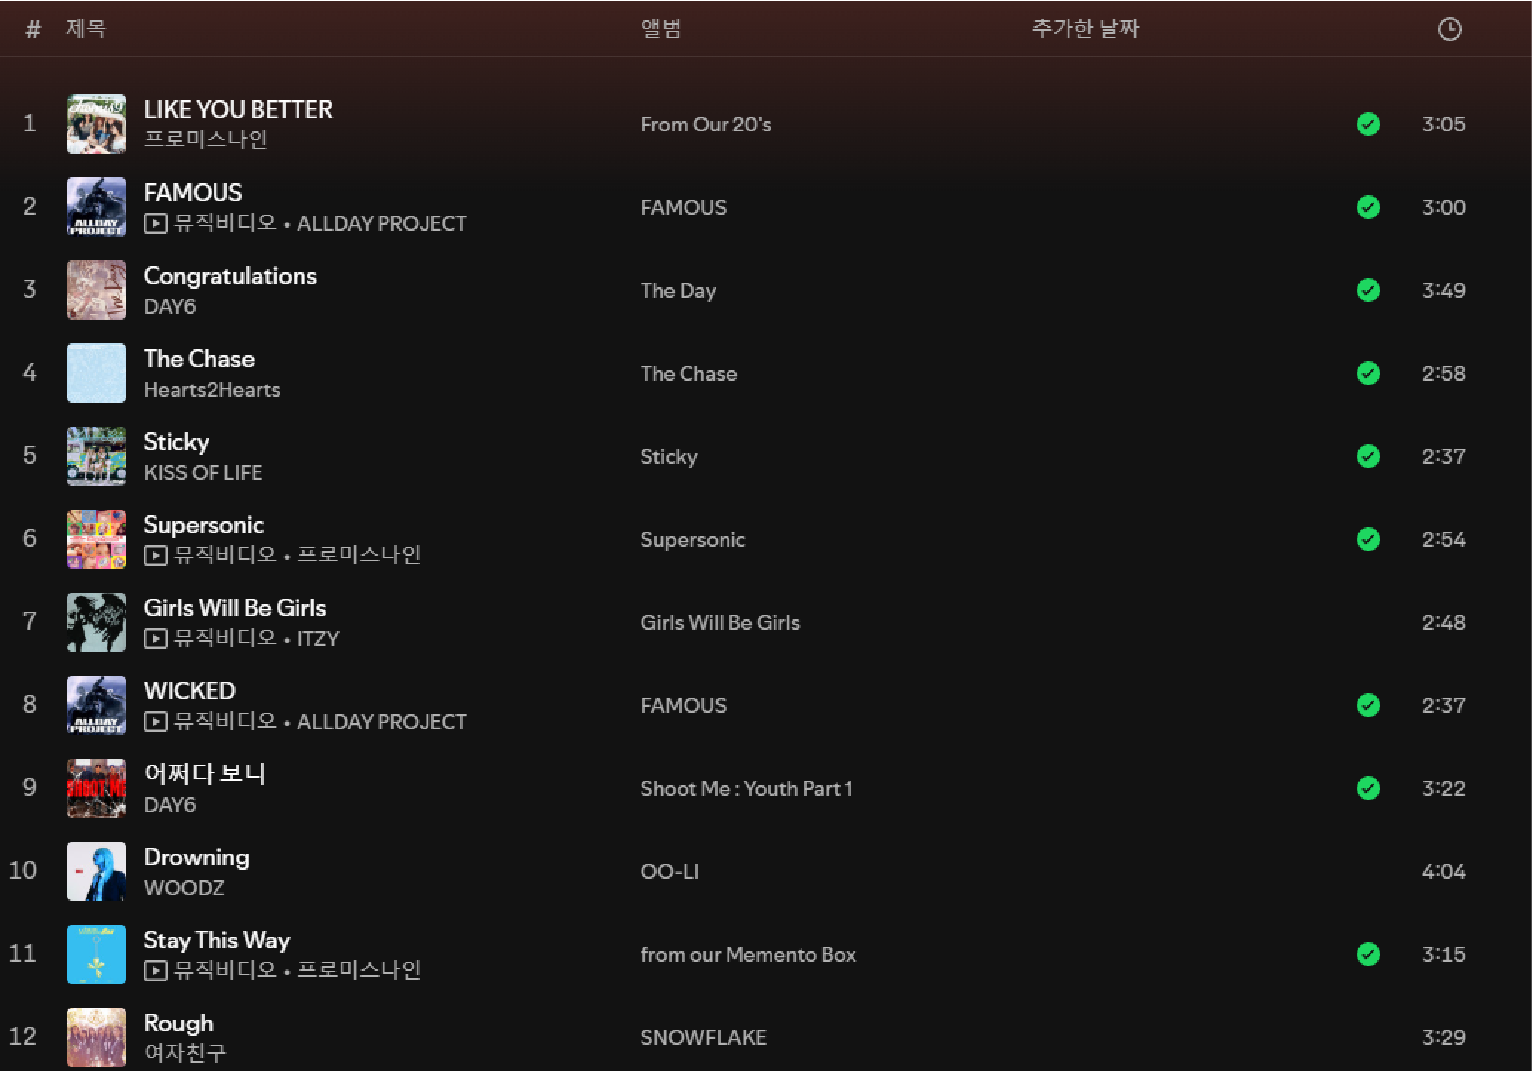 # 제목 앨범 추가한 날짜
1 LIKE YOU BETTER From Our 20's 3:05
프로미스나인
2 FAMOUS FAMOUS 3:00
뮤직비디오 • ALLDAY PROJECT
ALLDAY
PROJECT
3 Congratulations The Day 3:49
DAY6
The Day
4 The Chase The Chase 2:58
Hearts2Hearts
5 Sticky Sticky 2:37
KISS OF LIFE
6 Supersonic Supersonic 2:54
뮤직비디오 • 프로미스나인
7 Girls Will Be Girls Girls Will Be Girls 2:48
뮤직비디오 • ITZY
8 WICKED FAMOUS 2:37
뮤직비디오 • ALLDAY PROJECT
ALLDAY
PROJECT
9 어쩌다 보니 Shoot Me : Youth Part 1 3:22
DAY6
SHOOT ME
10 Drowning OO-LI 4:04
WOODZ
11 Stay This Way from our Memento Box 3:15
뮤직비디오 • 프로미스나인
12 Rough SNOWFLAKE 3:29
여자친구